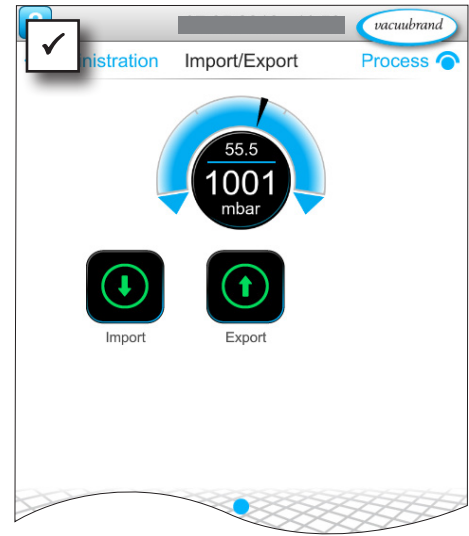 vacuubrand
nistration Import/Export Process
55.5
1001
mbar
Import Export